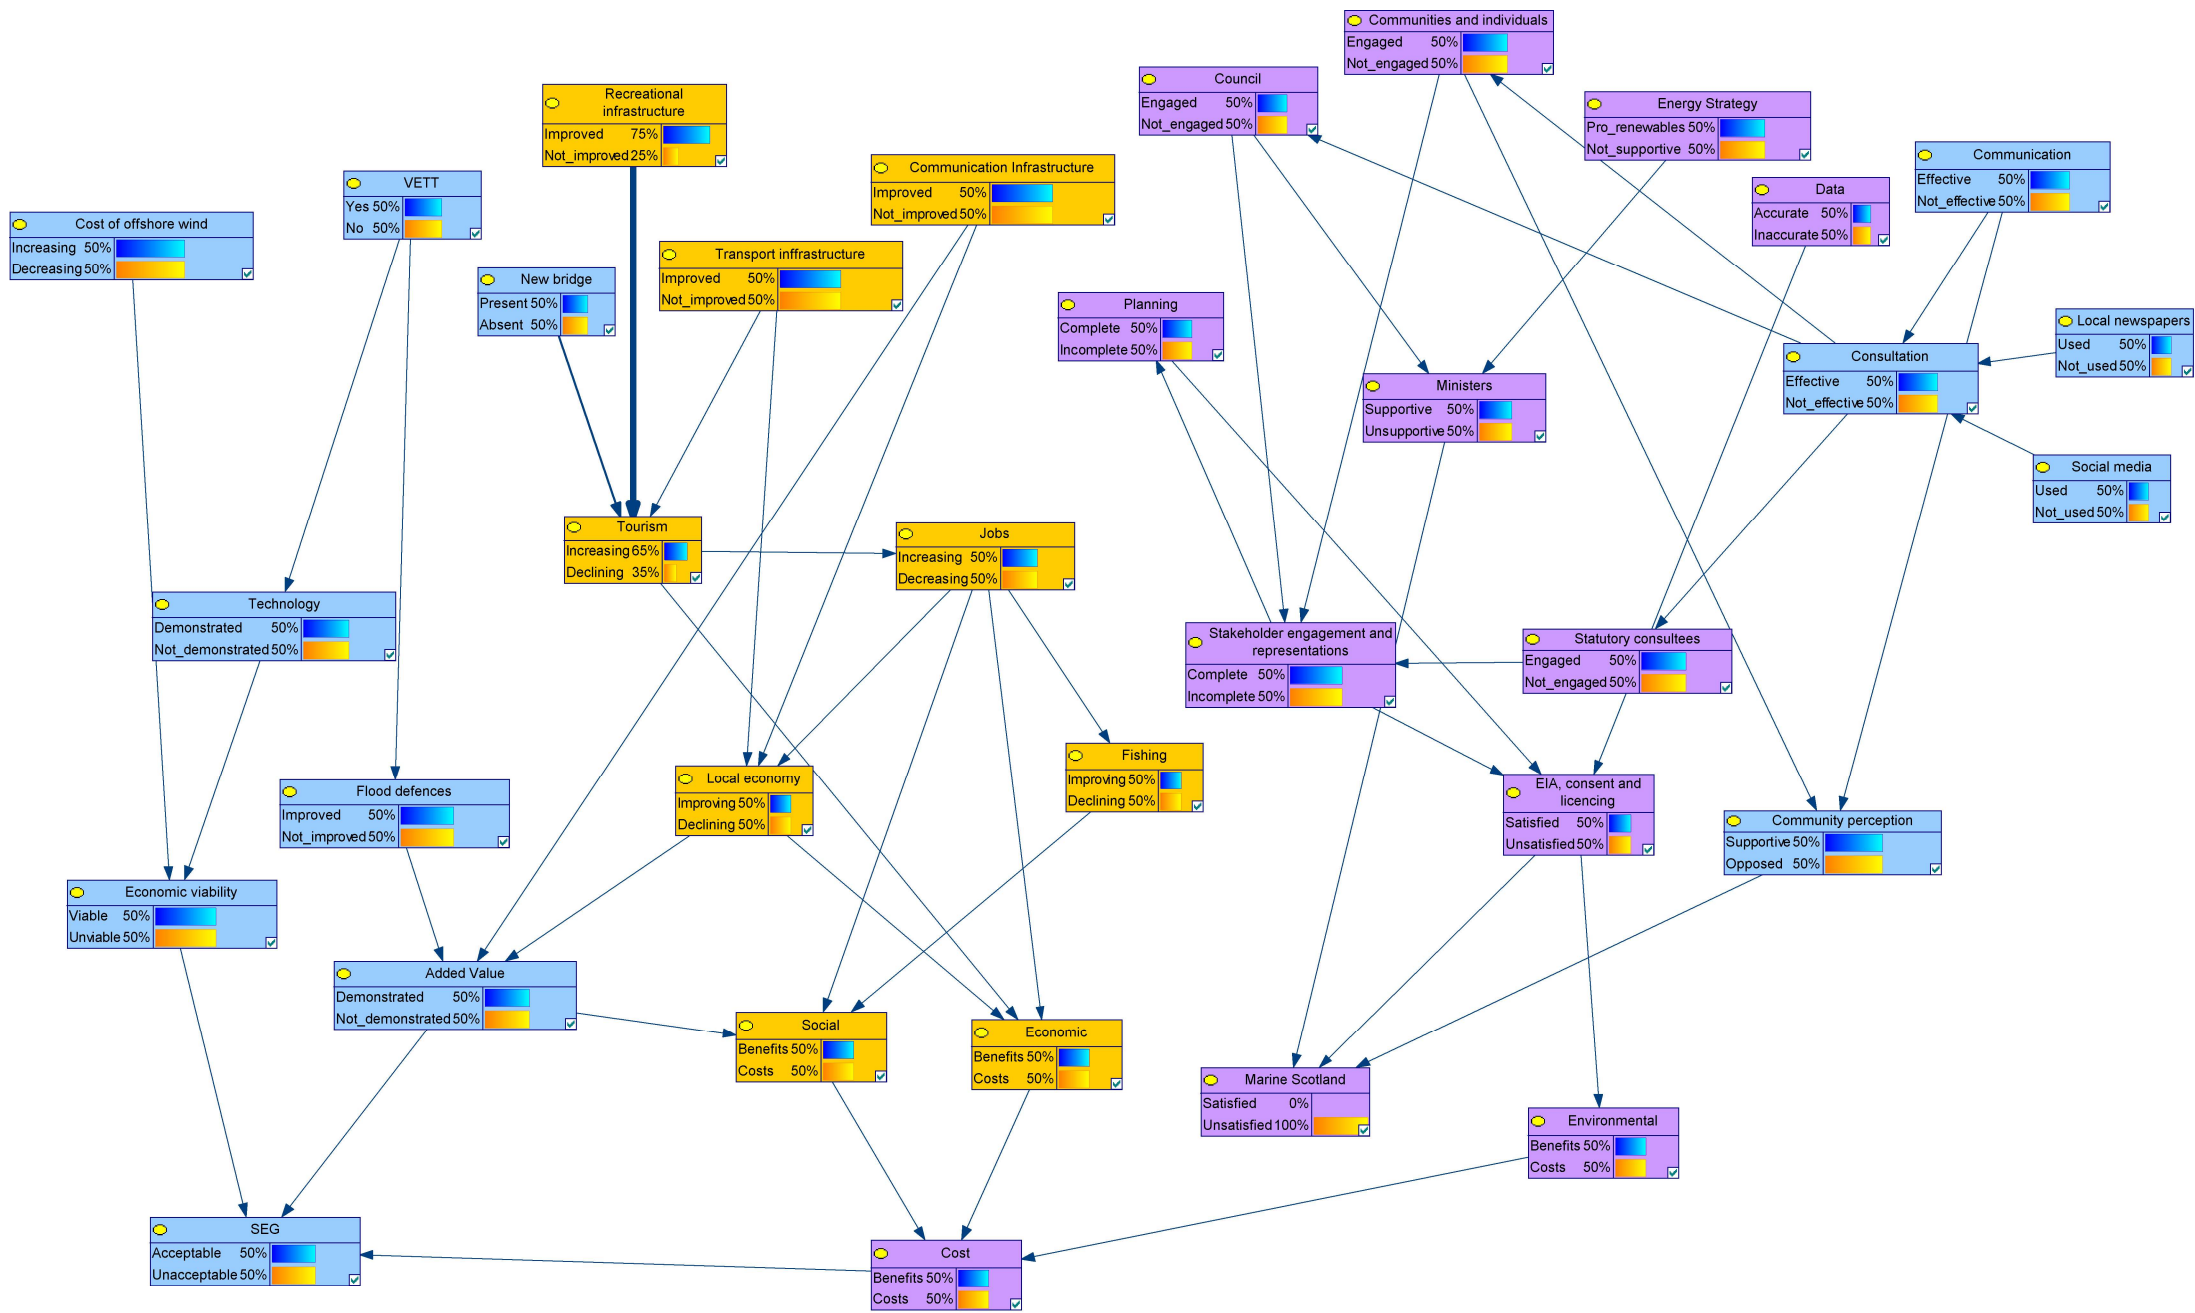 Communities and individuals
Engaged 50%
Not_engaged 50%
Council
Engaged 50%
Not_engaged 50%
Recreational
infrastructure
Improved 75%
Not_improved 25%
Energy Strategy
Pro_renewables 50%
Not_supportive 50%
Communication
Effective 50%
Not_effective 50%
Communication Infrastructure
Improved 50%
Not_improved 50%
VETT
Yes 50%
No 50%
Data
Accurate 50%
Inaccurate 50%
Cost of offshore wind
Increasing 50%
Decreasing 50%
Transport inffrastructure
Improved 50%
Not_improved 50%
New bridge
Present 50%
Absent 50%
Planning
Complete 50%
Incomplete 50%
Local newspapers
Used 50%
Not_used 50%
Consultation
Effective 50%
Not_effective 50%
Ministers
Supportive 50%
Unsupportive 50%
Social media
Used 50%
Not_used 50%
Tourism
Increasing 65%
Declining 35%
Jobs
Increasing 50%
Decreasing 50%
Technology
Demonstrated 50%
Not_demonstrated 50%
Stakeholder engagement and
representations
Complete 50%
Incomplete 50%
Statutory consultees
Engaged 50%
Not_engaged 50%
Fishing
Improving 50%
Declining 50%
Local economy
Improving 50%
Declining 50%
Flood defences
Improved 50%
Not_improved 50%
EIA, consent and
licencing
Satisfied 50%
Unsatisfied 50%
Community perception
Supportive 50%
Opposed 50%
Economic viability
Viable 50%
Unviable 50%
Added Value
Demonstrated 50%
Not_demonstrated 50%
Social
Benefits 50%
Costs 50%
Economic
Benefits 50%
Costs 50%
Marine Scotland
Satisfied 0%
Unsatisfied 100%
Environmental
Benefits 50%
Costs 50%
SEG
Acceptable 50%
Unacceptable 50%
Cost
Benefits 50%
Costs 50%